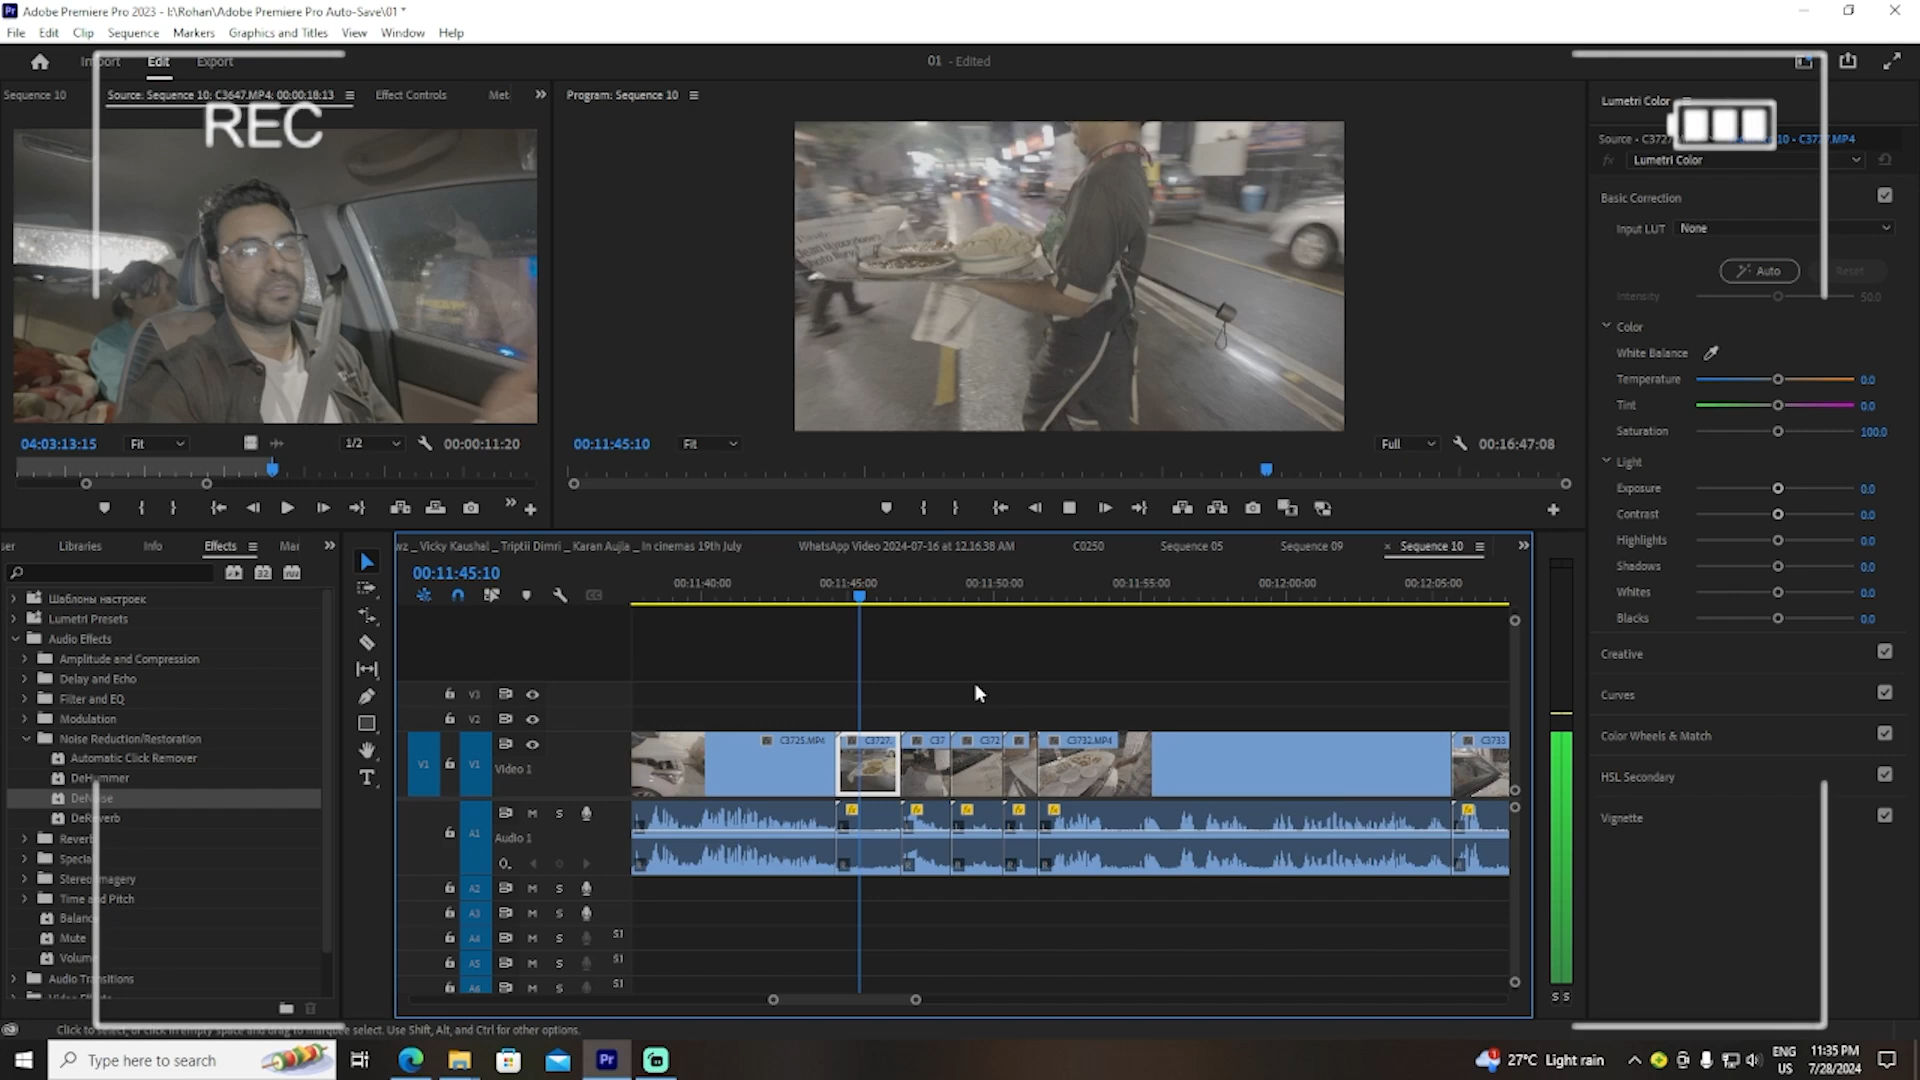 Adobe Premiere Pro 2023 - I:\Rohan\Adobe Premiere Pro Auto-Save\01 *
File Edit Clip Sequence Markers Graphics and Titles View Window Help
Import Edit Export
01 - Edited
Sequence 10
Source: Sequence 10: C3647.MP4: 00:00:18:13
Effect Controls
Met
Program: Sequence 10
Lumetri Color
REC
Source - C3727
10 - C3727.MP4
fx Lumetri Color
Basic Correction
Input LUT None
Auto Reset
Intensity 50.0
Color
White Balance
Temperature 0.0
Tint 0.0
Saturation 100.0
Light
Exposure 0.0
Contrast 0.0
Highlights 0.0
Shadows 0.0
Whites 0.0
Blacks 0.0
Creative
Curves
Color Wheels & Match
HSL Secondary
Vignette
04:03:13:15 Fit 1/2 00:00:11:20
00:11:45:10 Fit Full 00:16:47:08
ser Libraries Info Effects Mar
32
Шаблоны настроек
Lumetri Presets
Audio Effects
Amplitude and Compression
Delay and Echo
Filter and EQ
Modulation
Noise Reduction/Restoration
Automatic Click Remover
DeHummer
DeNoise
DeReverb
Reverb
Special
Stereo Imagery
Time and Pitch
Balance
Mute
Volume
Audio Transitions
Video Effects
wz _ Vicky Kaushal _ Triptii Dimri _ Karan Aujla _ In cinemas 19th July
WhatsApp Video 2024-07-16 at 12.16.38 AM
C0250
Sequence 05
Sequence 09
× Sequence 10
00:11:45:10
00:11:40:00 00:11:45:00 00:11:50:00 00:11:55:00 00:12:00:00 00:12:05:00
V3
V2
V1 V1 Video 1
C3725.MP4 C3727. C37 C372 C3732.MP4 C3733
A1 M S Audio 1
A2 M S
A3 M S
A4 M S S1
A5 M S S1
A6 M S S1
S S
Click to select, or click in empty space and drag to marquee select. Use Shift, Alt, and Ctrl for other options.
Type here to search
Pr
27°C Light rain
ENG
US
11:35 PM
7/28/2024